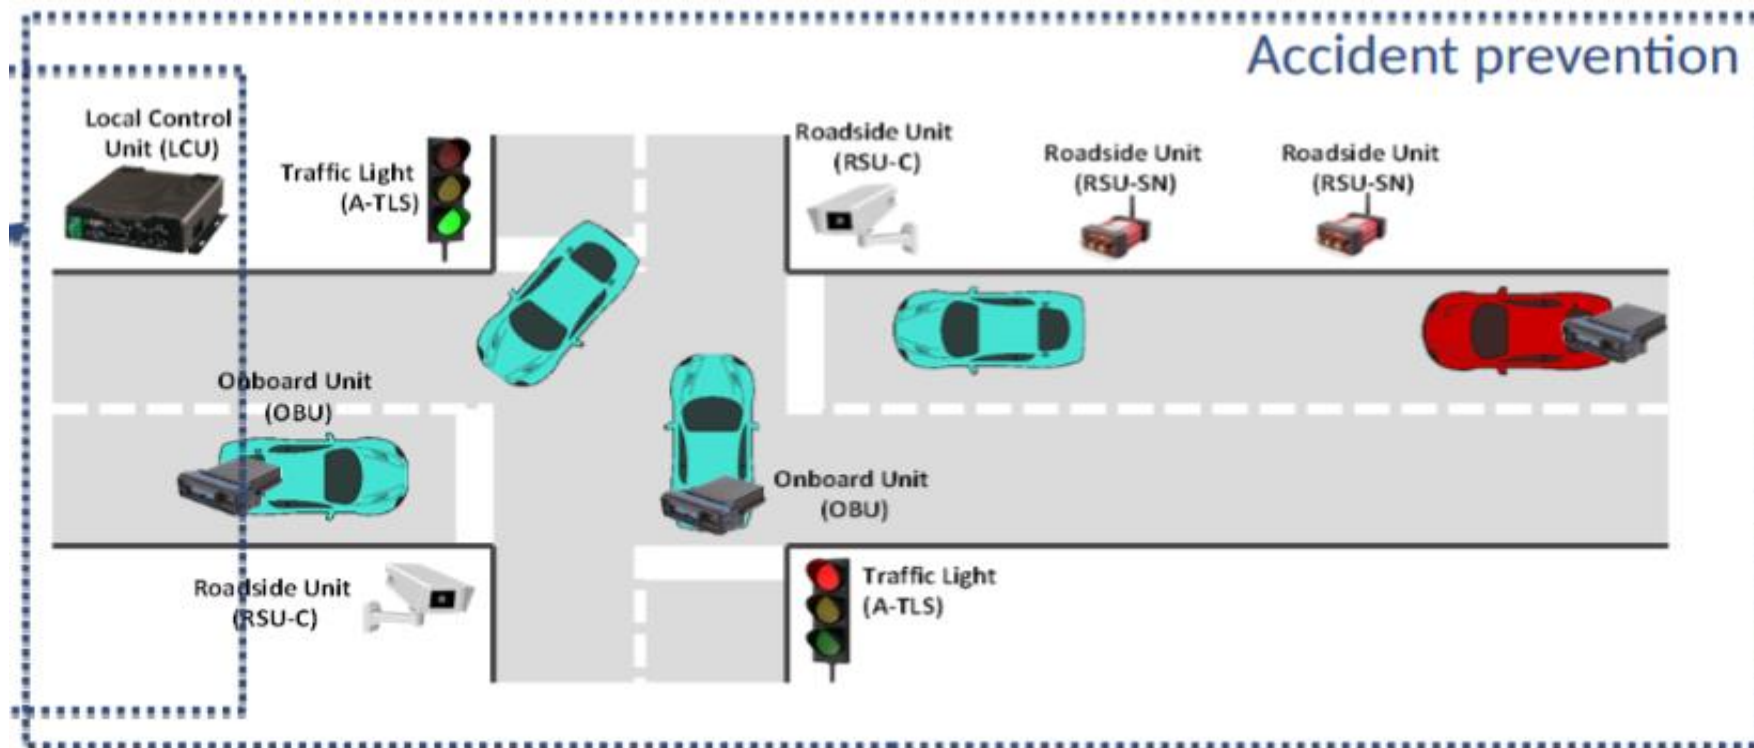 Accident prevention
Local Control
Unit (LCU)
Traffic Light
(A-TLS)
Roadside Unit
(RSU-C)
Roadside Unit
(RSU-SN)
Roadside Unit
(RSU-SN)
Onboard Unit
(OBU)
Onboard Unit
(OBU)
Roadside Unit
(RSU-C)
Traffic Light
(A-TLS)